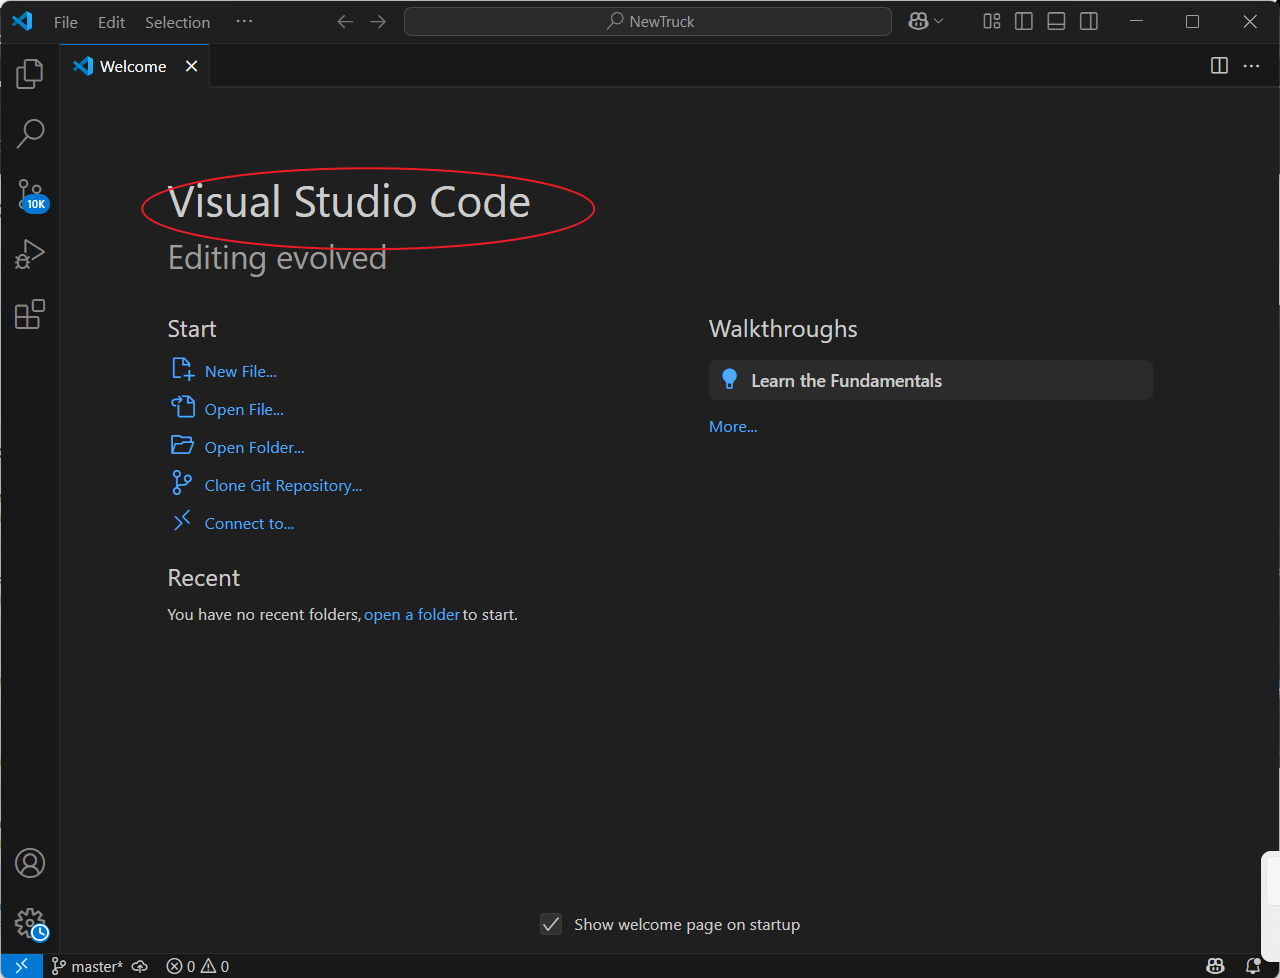 File Edit Selection ··· NewTruck
Welcome
10K
Visual Studio Code
Editing evolved
Start
New File...
Open File...
Open Folder...
Clone Git Repository...
Connect to...
Recent
You have no recent folders, open a folder to start.
Walkthroughs
Learn the Fundamentals
More...
Show welcome page on startup
master* 0 0